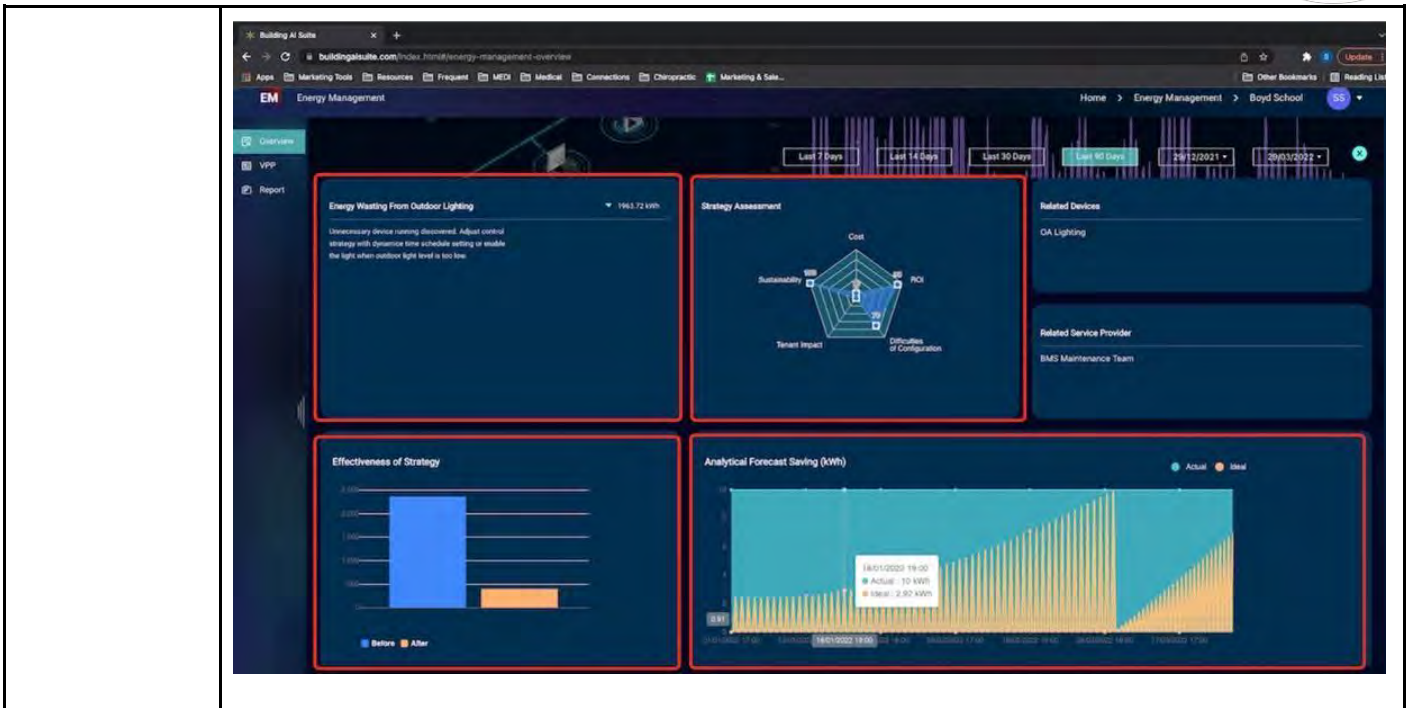 Building AI Suite
buildingaisuite.com/index.html#/energy-management-overview
Update
Apps Marketing Tools Resources Frequent MEDI Medical Connections Chiropractic Marketing & Sale... Other Bookmarks Reading List
EM Energy Management Home > Energy Management > Boyd School SS
Overview
VPP
Report
Last 7 Days Last 14 Days Last 30 Days Last 90 Days 29/12/2021 29/03/2022
Energy Wasting From Outdoor Lighting 1963.72 kWh
Unnecessary device running discovered. Adjust control
strategy with dynamice time schedule setting or enable
the light when outdoor light level is too low.
Strategy Assessment
Cost
Sustainability 100
ROI
Tenant Impact
Difficulties
of Configuration
Related Devices
OA Lighting
Related Service Provider
BMS Maintenance Team
Effectiveness of Strategy
Before After
Analytical Forecast Saving (kWh)
Actual Ideal
16/01/2022 19:00
Actual : 10 kWh
Ideal : 2.92 kWh
0.91
16/01/2022 19:00